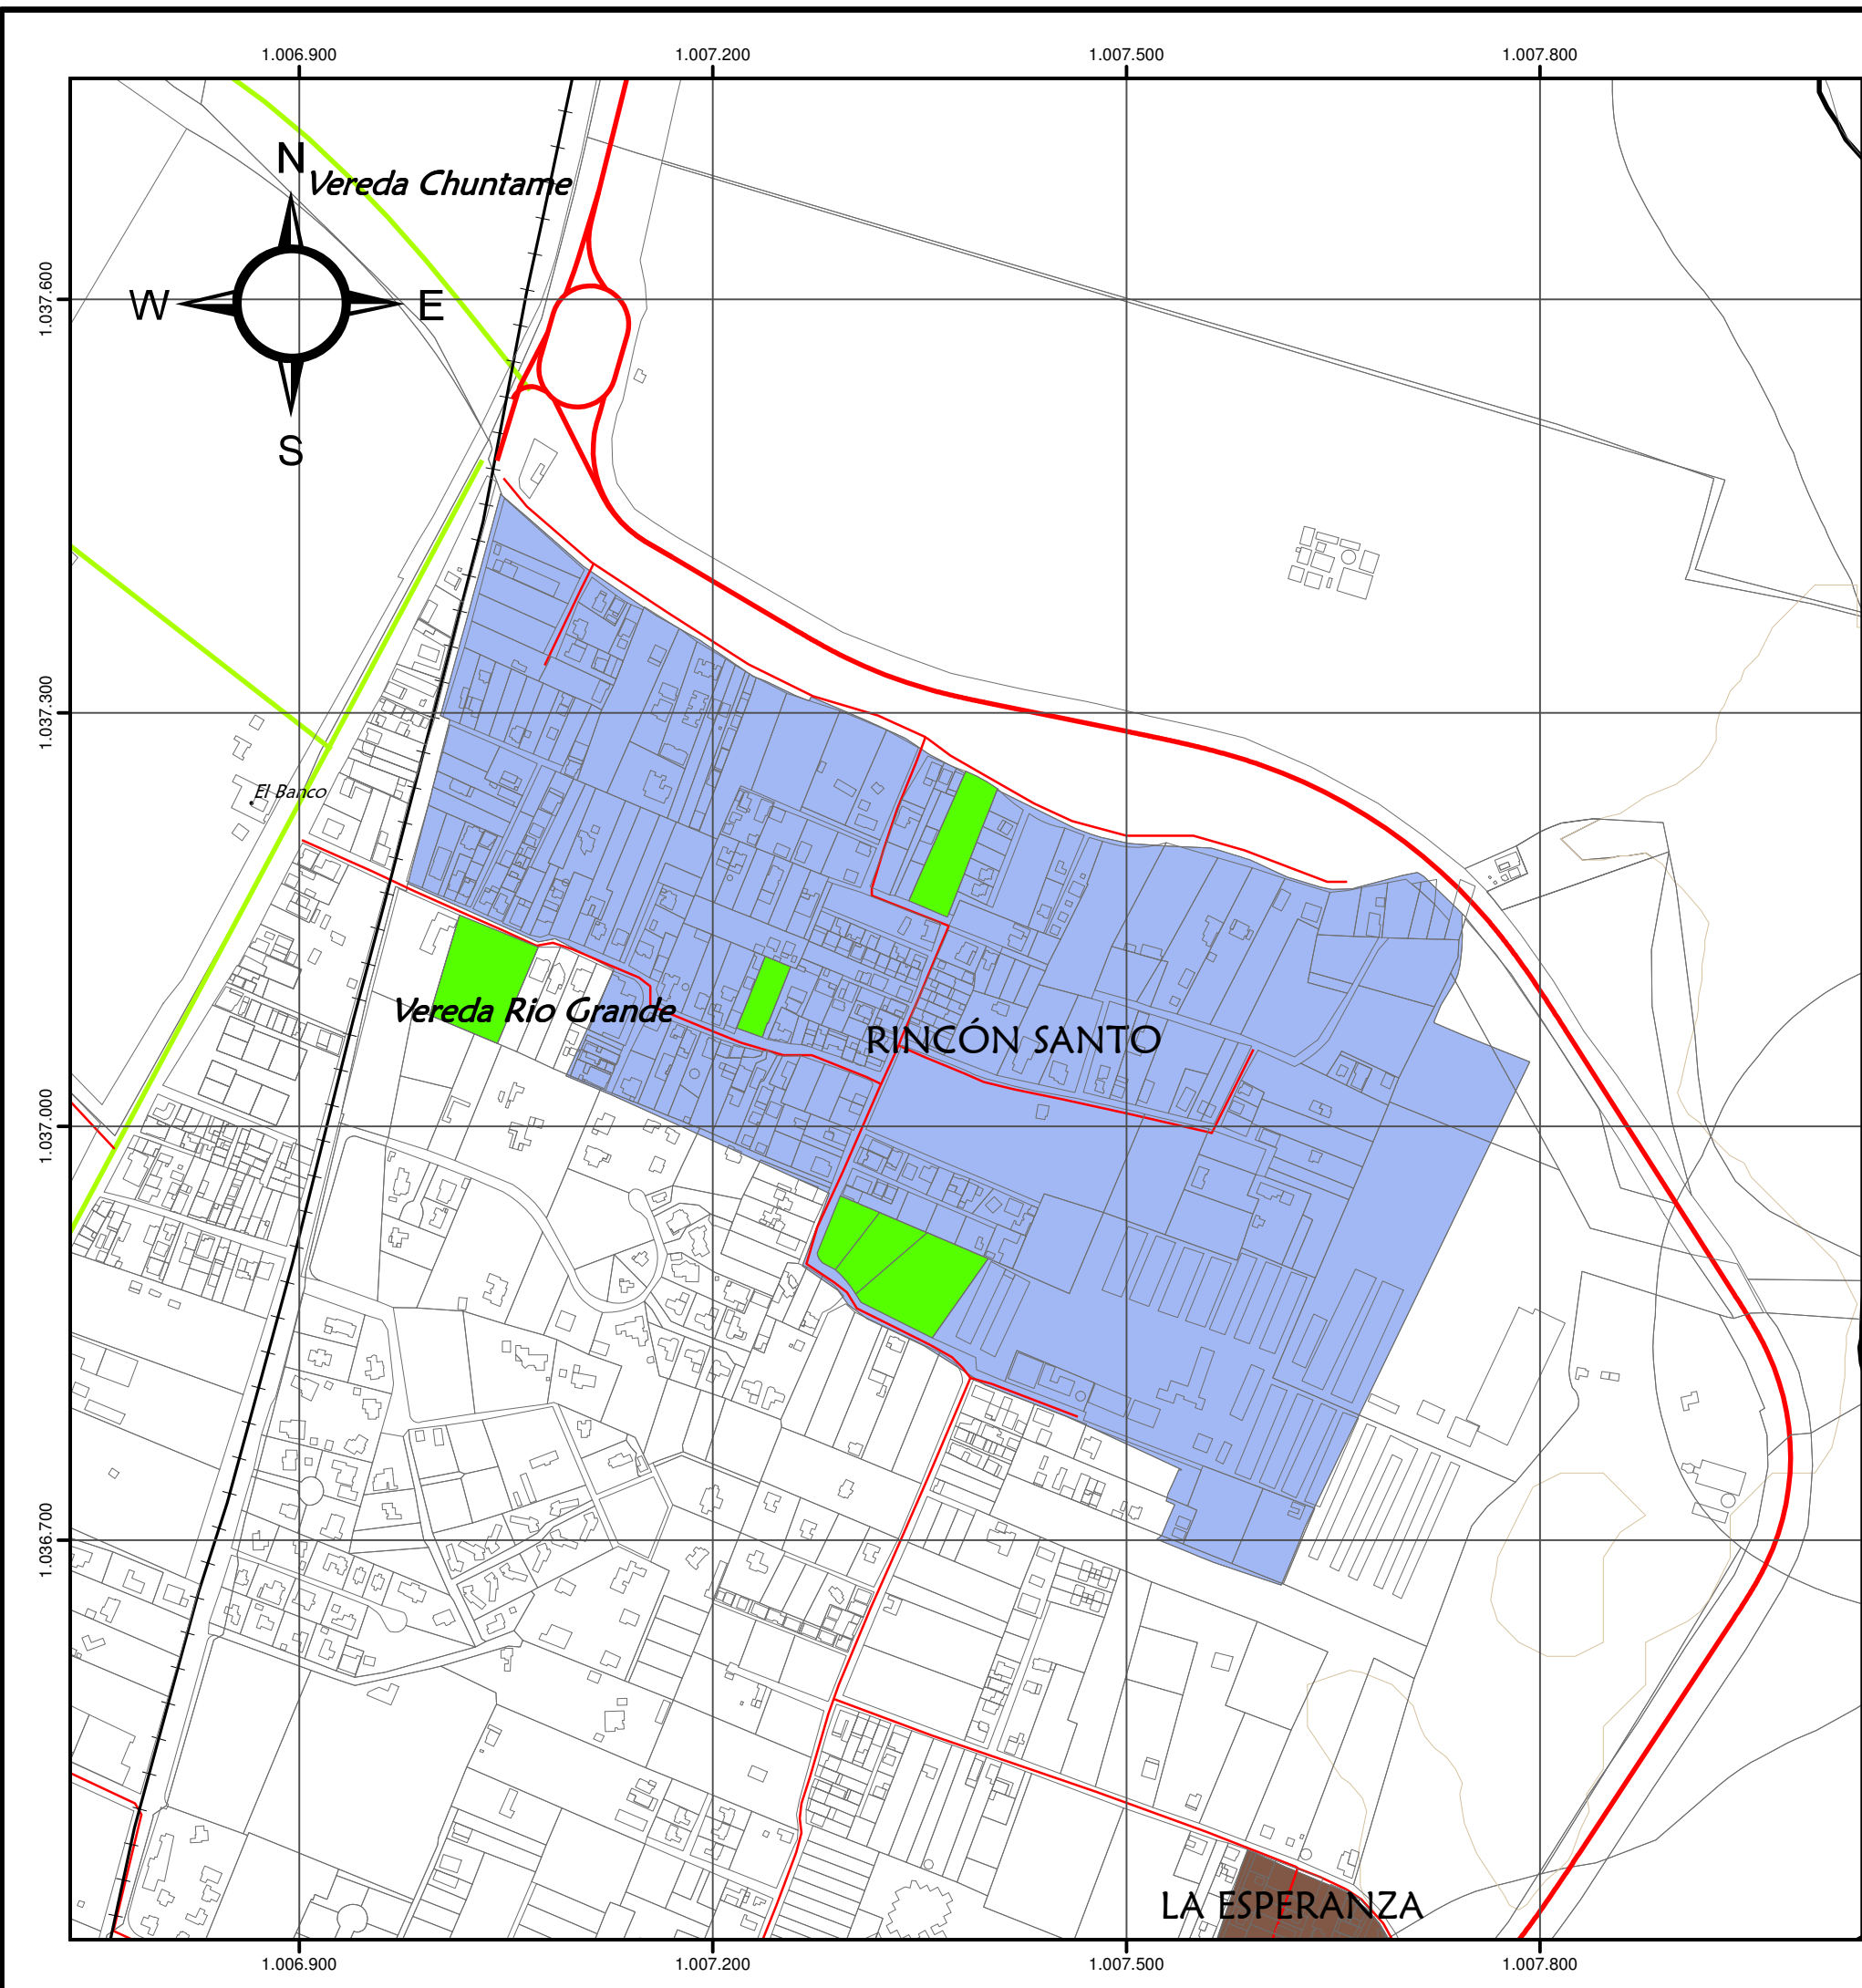 1.006.900 1.007.200 1.007.500 1.007.800
N
Vereda Chuntame
W E
1.037.600
S
1.037.300
El Banco
Vereda Rio Grande
RINCÓN SANTO
1.037.000
1.036.700
LA ESPERANZA
1.006.900 1.007.200 1.007.500 1.007.800